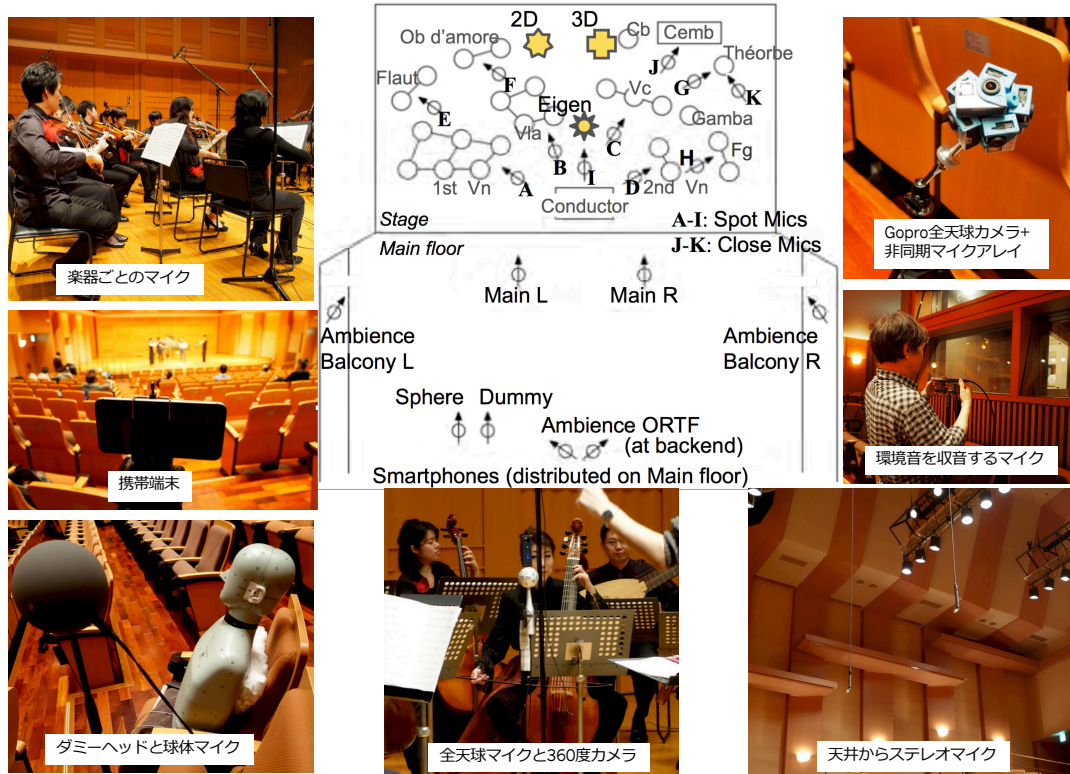 2D
3D
Ob d’amore
Cb
Cemb
Théorbe
Flaut
F
J
G
K
E
Eigen
Vc
Gamba
Vla
B
C
H
Fg
A
I
D
1st Vn
2nd Vn
Conductor
Stage
A-I: Spot Mics
Main floor
J-K: Close Mics
Main L
Main R
Ambience
Balcony L
Ambience
Balcony R
Sphere
Dummy
Ambience ORTF
(at backend)
Smartphones (distributed on Main floor)
楽器ごとのマイク
Gopro全天球カメラ+
非同期マイクアレイ
携帯端末
環境音を収音するマイク
ダミーヘッドと球体マイク
全天球マイクと360度カメラ
天井からステレオマイク